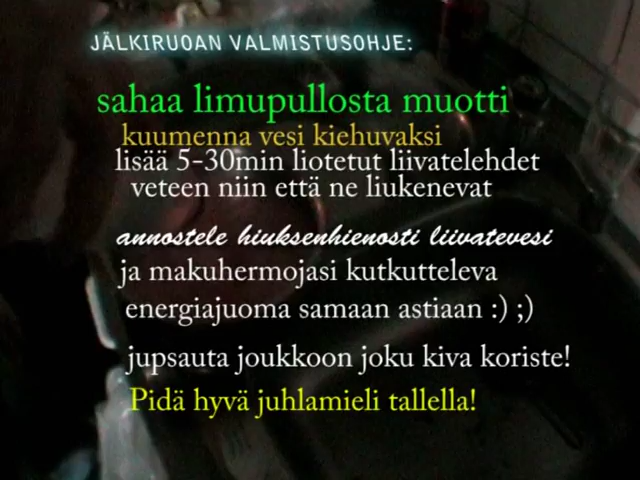 JÄLKIRUOAN VALMISTUSOHJE:
sahaa limupullosta muotti
kuumenna vesi kiehuvaksi
lisää 5-30min liotetut liivatelehdet
veteen niin että ne liukenevat
annostele hiuksenhienosti liivatevesi
ja makuhermojasi kutkutteleva
energiajuoma samaan astiaan :) ;)
jupsauta joukkoon joku kiva koriste!
Pidä hyvä juhlamieli tallella!